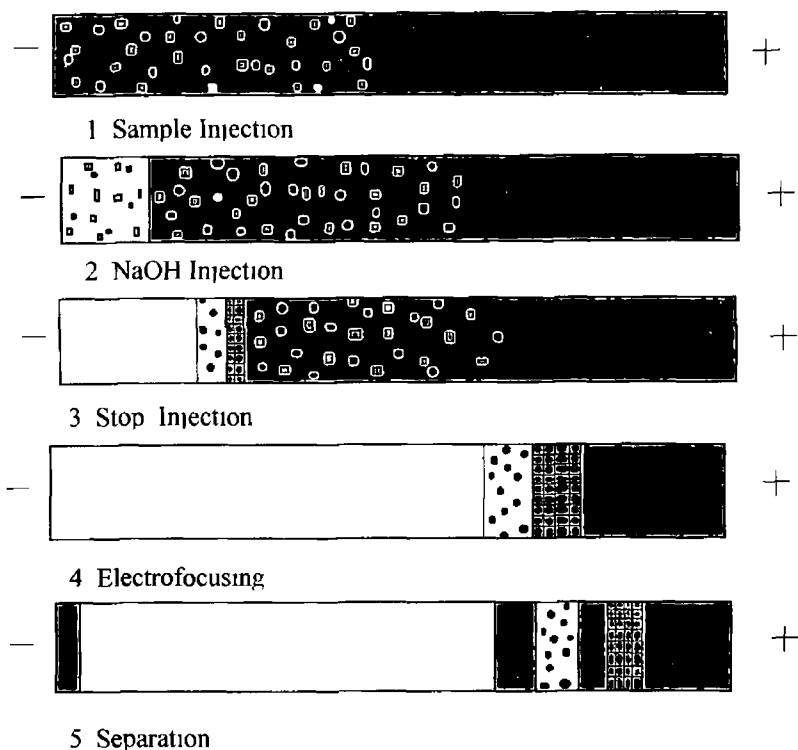 − +
1 Sample Injection
− +
2 NaOH Injection
− +
3 Stop Injection
− +
4 Electrofocusing
− +
5 Separation